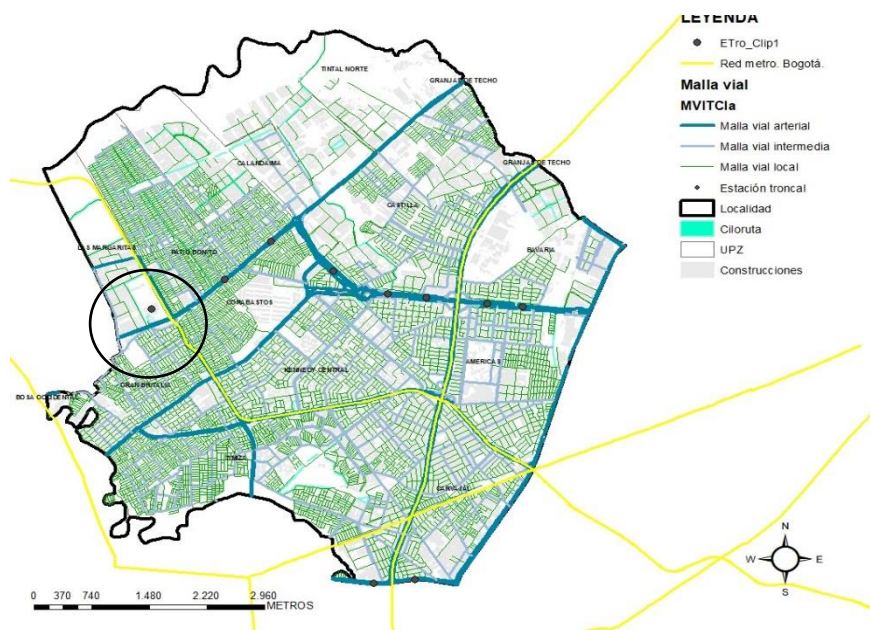 LEYENDA
ETro_Clip1
Red metro. Bogotá.
Malla vial
MVITCla
Malla vial arterial
Malla vial intermedia
Malla vial local
Estación troncal
Localidad
Ciloruta
UPZ
Construcciones
TINTAL NORTE
GRANJAS DE TECHO
CALANDAIMA
GRANJAS DE TECHO
CASTILLA
LAS MARGARITAS
PATIO BONITO
BAVARIA
CORABASTOS
AMERICAS
KENNEDY CENTRAL
GRAN BRITALIA
BOSA OCCIDENTAL
TIMIZA
CARVAJAL
N
W
E
S
0 370 740 1.480 2.220 2.960
METROS